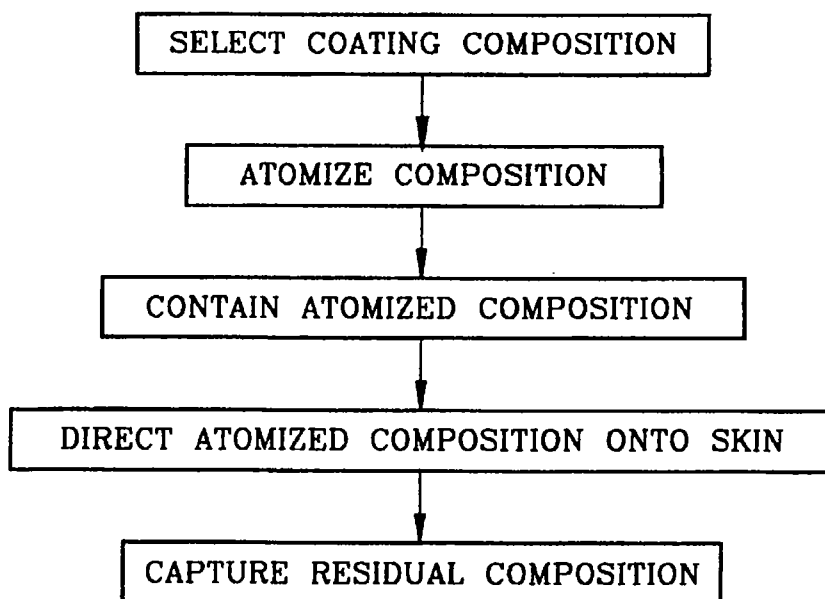 SELECT COATING COMPOSITION
ATOMIZE COMPOSITION
CONTAIN ATOMIZED COMPOSITION
DIRECT ATOMIZED COMPOSITION ONTO SKIN
CAPTURE RESIDUAL COMPOSITION